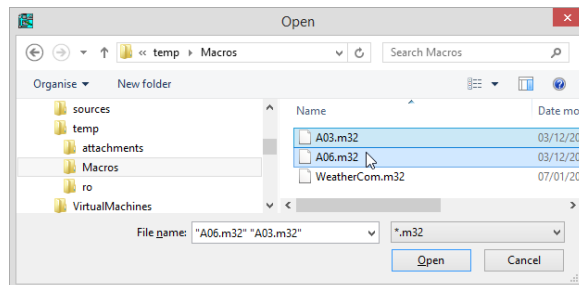 Open
« temp Macros
Search Macros
Organise New folder
sources
temp
attachments
Macros
ro
VirtualMachines
Name Date mo
A03.m32 03/12/20
A06.m32 03/12/20
WeatherCom.m32 07/01/20
File name: "A06.m32" "A03.m32" *.m32
Open Cancel